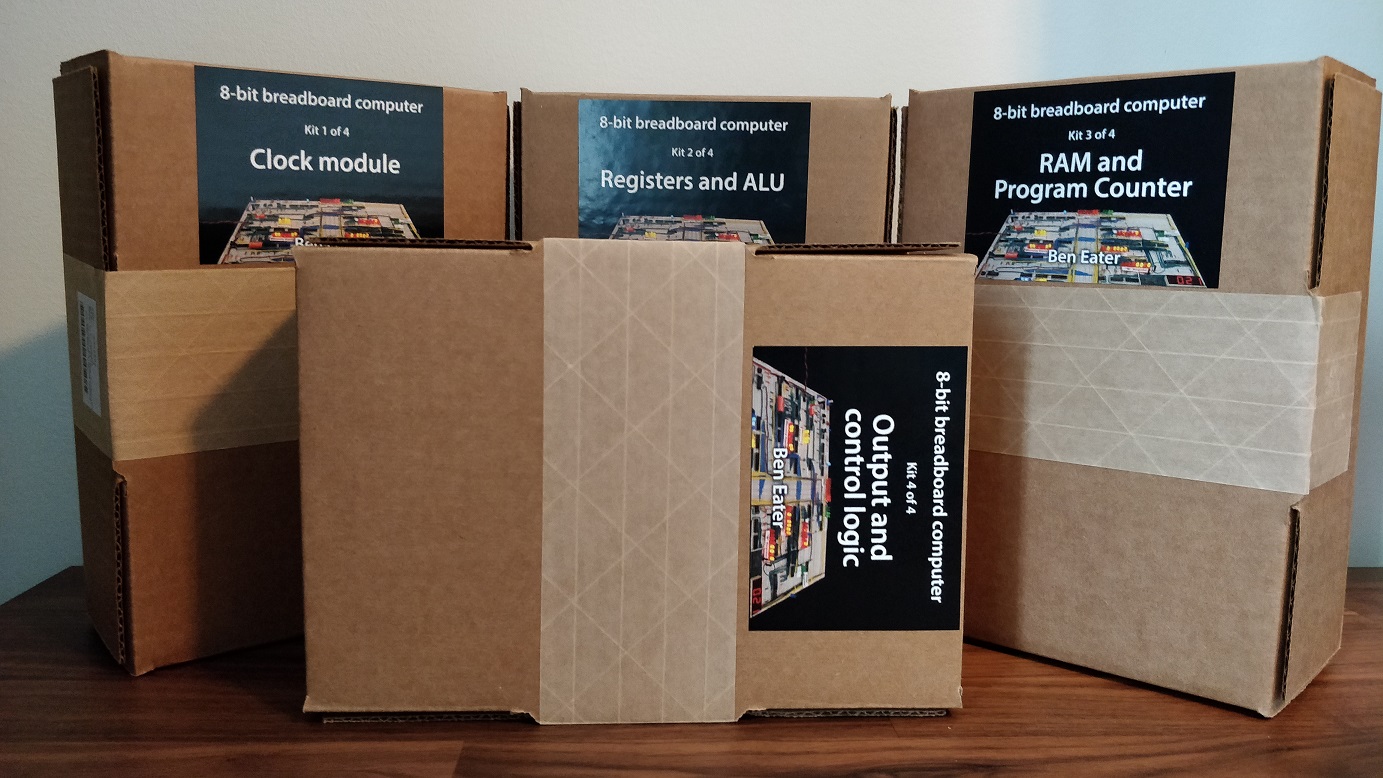 8-bit breadboard computer
Kit 1 of 4
Clock module
8-bit breadboard computer
Kit 2 of 4
Registers and ALU
8-bit breadboard computer
Kit 3 of 4
RAM and
Program Counter
Ben Eater
8-bit breadboard computer
Kit 4 of 4
Output and
control logic
Ben Eater